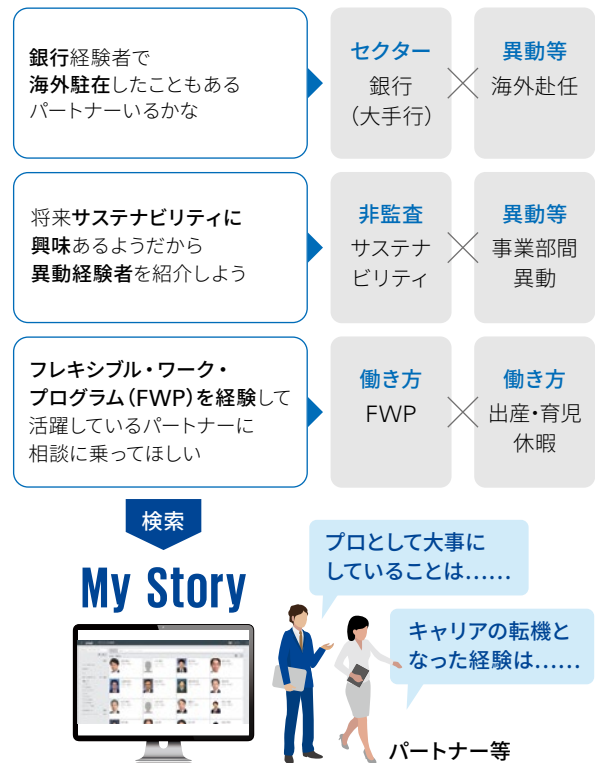 銀行経験者で
海外駐在したこともある
パートナーいるかな
セクター
銀行
（大手行）
異動等
海外赴任
将来サステナビリティに
興味あるようだから
異動経験者を紹介しよう
非監査
サステナ
ビリティ
異動等
事業部間
異動
フレキシブル・ワーク・
プログラム（FWP）を経験して
活躍しているパートナーに
相談に乗ってほしい
働き方
FWP
働き方
出産・育児
休暇
検索
My Story
プロとして大事に
していることは……
キャリアの転機と
なった経験は……
パートナー等